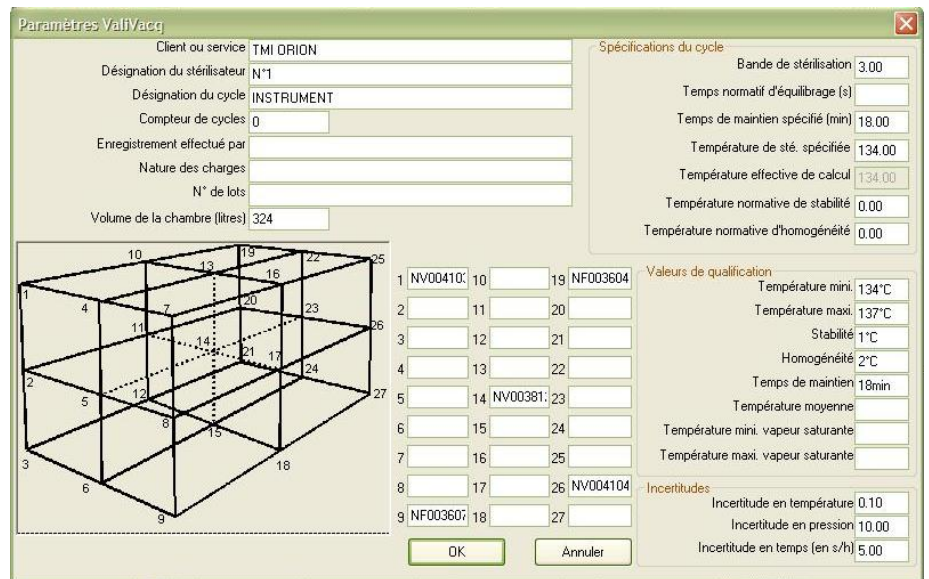 Paramètres ValiVacq
Client ou service TMI ORION
Désignation du stérilisateur N°1
Désignation du cycle INSTRUMENT
Compteur de cycles 0
Enregistrement effectué par
Nature des charges
N° de lots
Volume de la chambre (litres) 324
Spécifications du cycle
Bande de stérilisation 3.00
Temps normatif d'équilibrage (s)
Temps de maintien spécifié (min) 18.00
Température de sté. spécifiée 134.00
Température effective de calcul 134.00
Température normative de stabilité 0.00
Température normative d'homogénéité 0.00
19
10 22
13 25
16
1
4 7 20 23
11 26
14
21 17
24
2
5 12 27
8
15
3 18
6
9
1 NV00410 10 19 NF003604
2 11 20
3 12 21
4 13 22
5 14 NV00381 23
6 15 24
7 16 25
8 17 26 NV004104
9 NF003607 18 27
OK Annuler
Valeurs de qualification
Température mini. 134°C
Température maxi. 137°C
Stabilité 1°C
Homogénéité 2°C
Temps de maintien 18min
Température moyenne
Température mini. vapeur saturante
Température maxi. vapeur saturante
Incertitudes
Incertitude en température 0.10
Incertitude en pression 10.00
Incertitude en temps (en s/h) 5.00